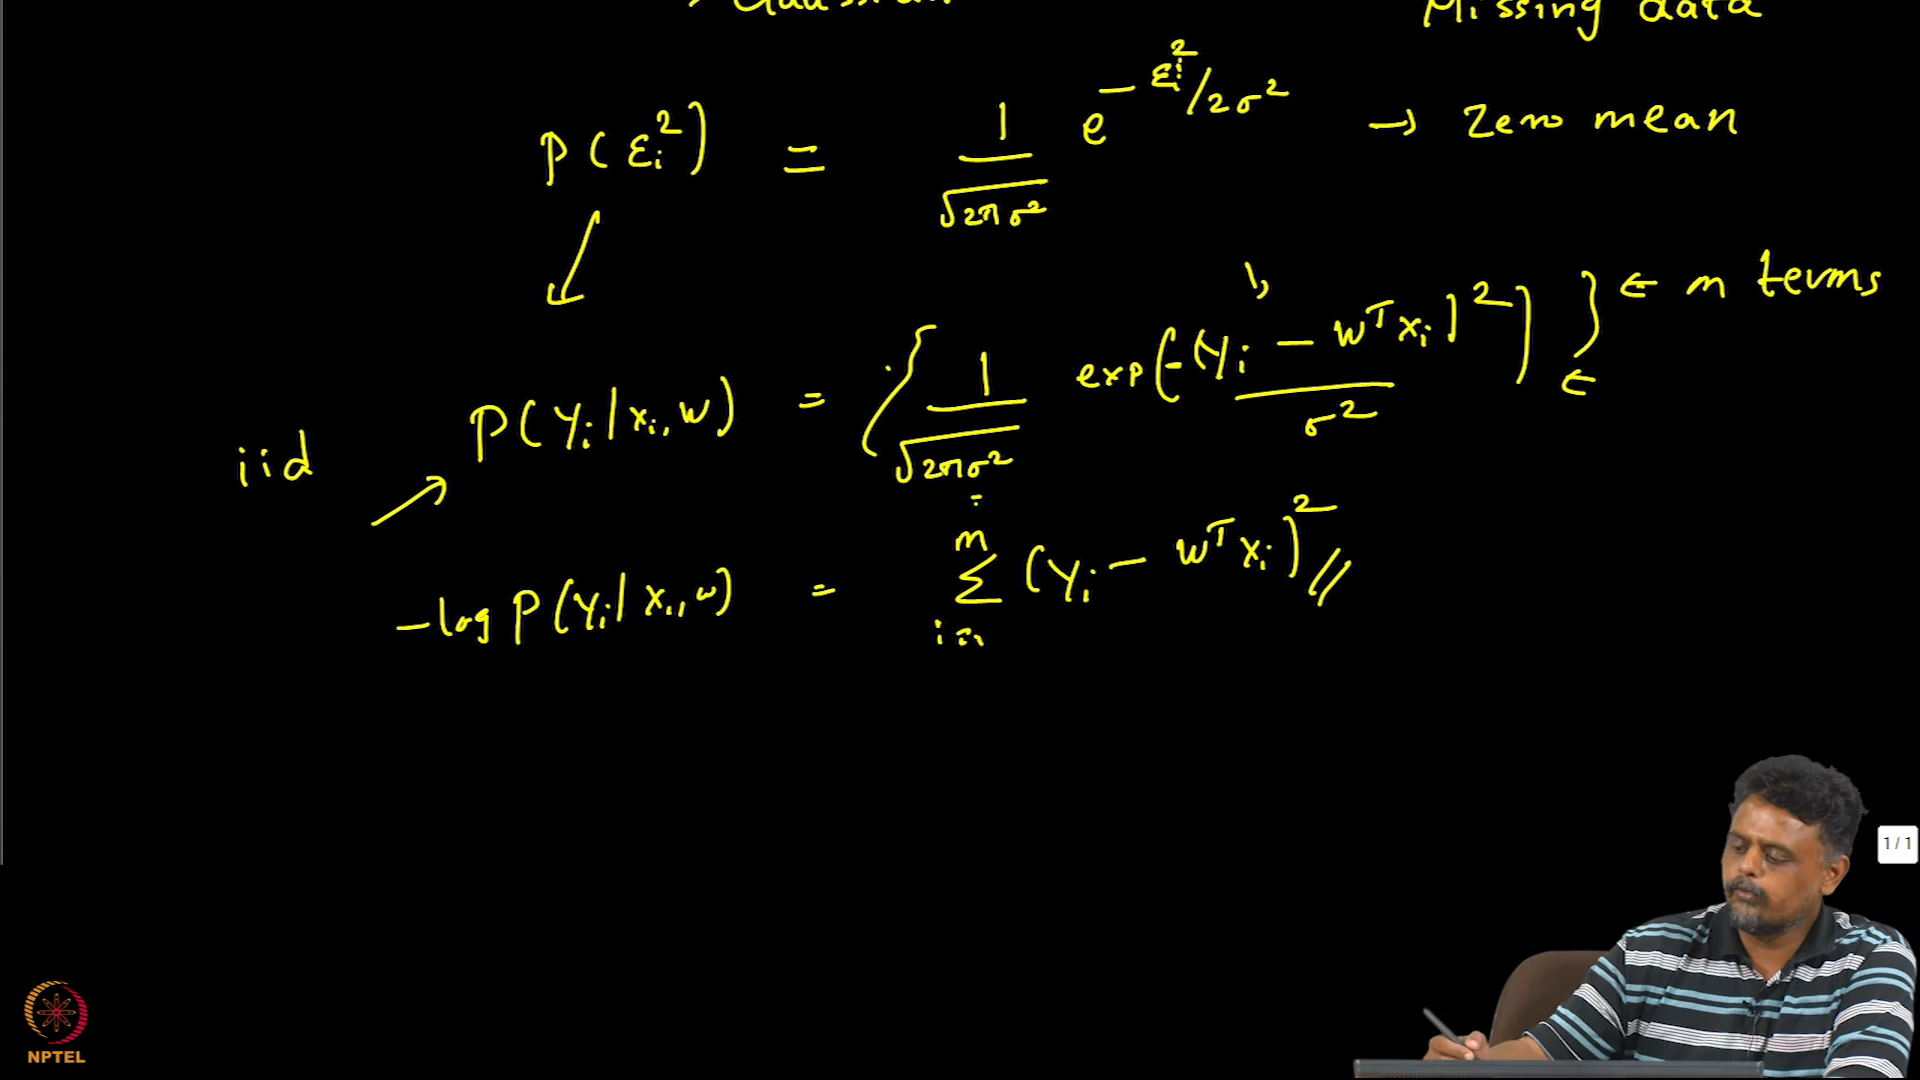 Gaussian
Missing data
P(εᵢ²) = 1/√2πσ² e^-εᵢ²/2σ² → Zero mean
← m terms
iid P(yᵢ | xᵢ, w) = 1/√2πσ² exp(-(yᵢ - wᵀxᵢ)²/σ²) } ←
-log P(yᵢ | xᵢ, w) = m Σ i= (yᵢ - wᵀxᵢ)² //
1 / 1
NPTEL